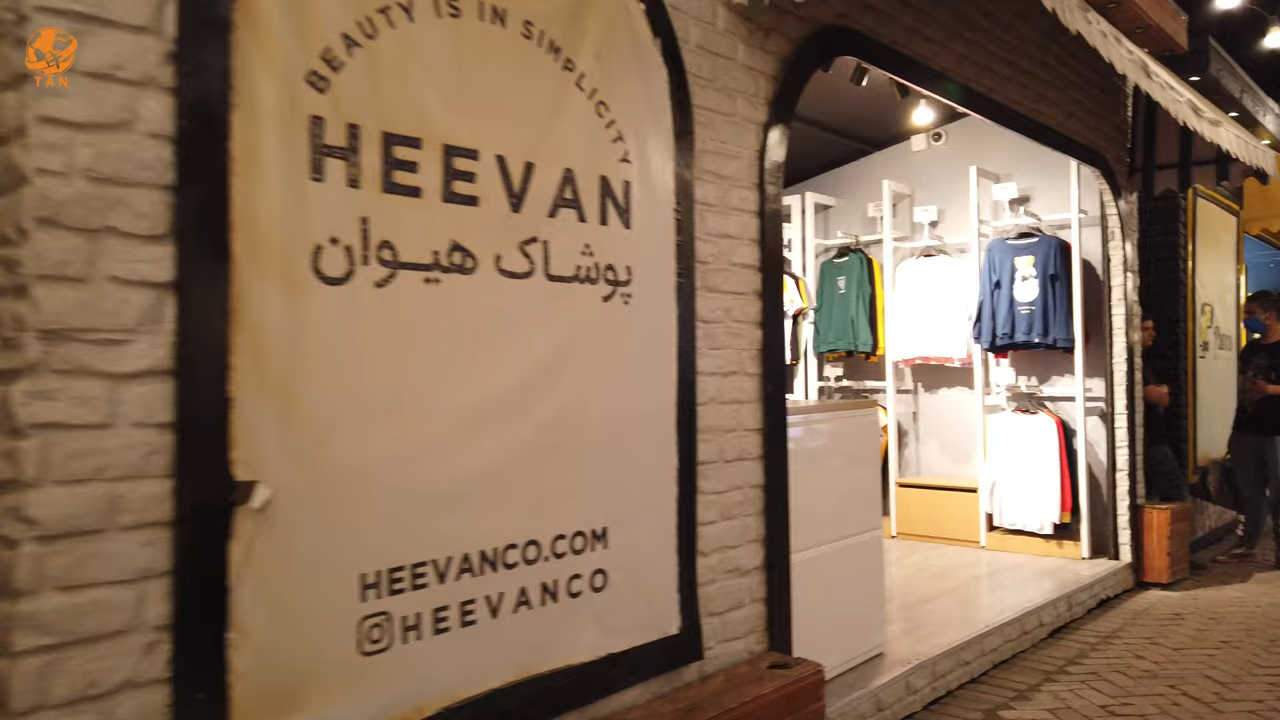 TAN
BEAUTY IS IN SIMPLICITY
HEEVAN
پوشاک هیوان
HEEVANCO.COM
HEEVANCO